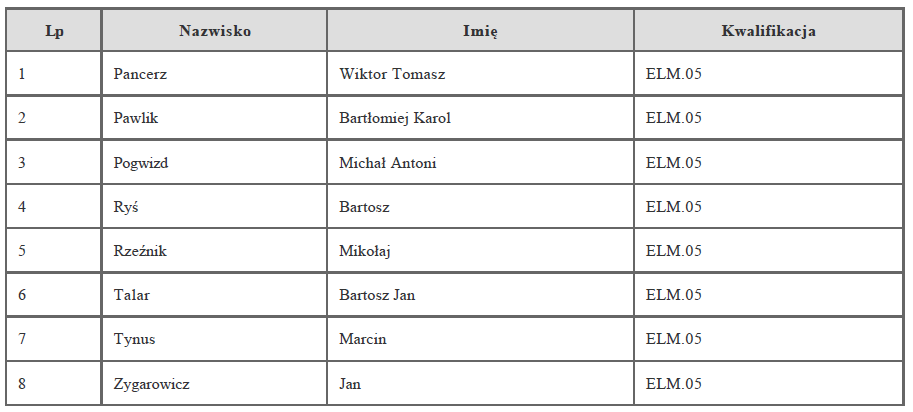 Lp Nazwisko Imię Kwalifikacja
1 Pancerz Wiktor Tomasz ELM.05
2 Pawlik Bartłomiej Karol ELM.05
3 Pogwizd Michał Antoni ELM.05
4 Ryś Bartosz ELM.05
5 Rzeźnik Mikołaj ELM.05
6 Talar Bartosz Jan ELM.05
7 Tynus Marcin ELM.05
8 Zygarowicz Jan ELM.05